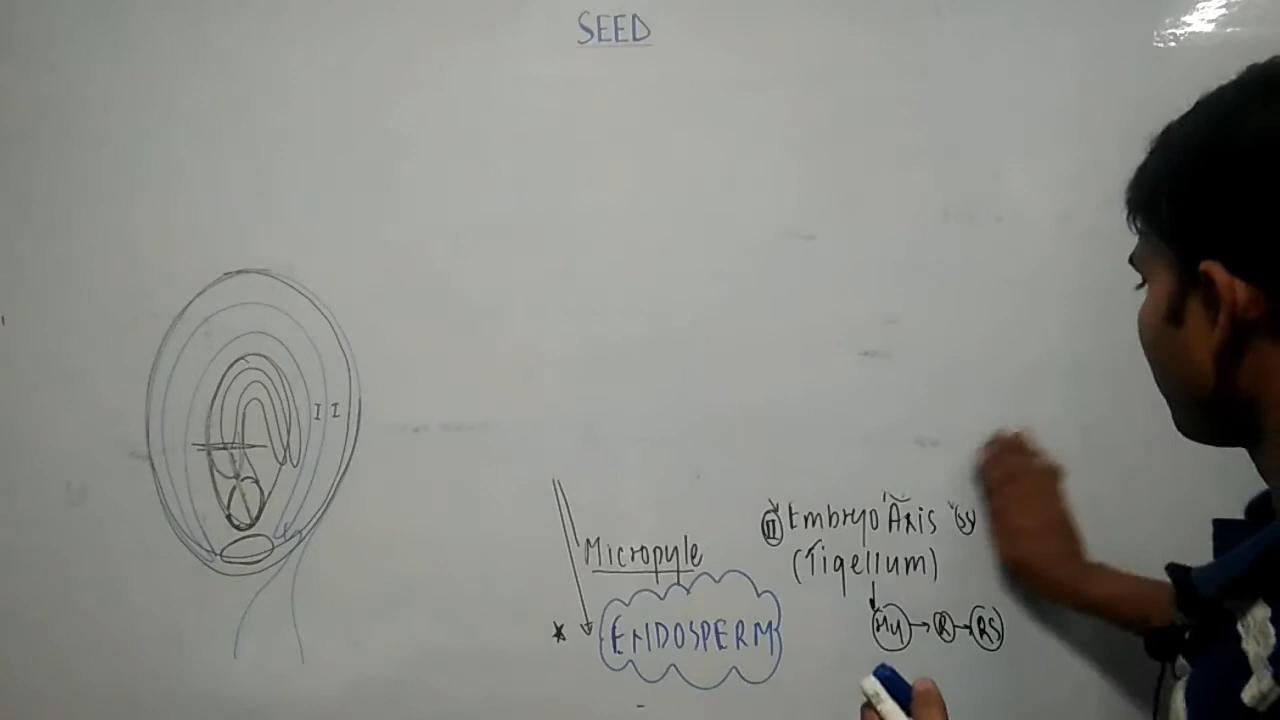 SEED
I I
Micropyle
* ENDOSPERM
II Embryo Axis
(Tigellum)
Hy → R → RS